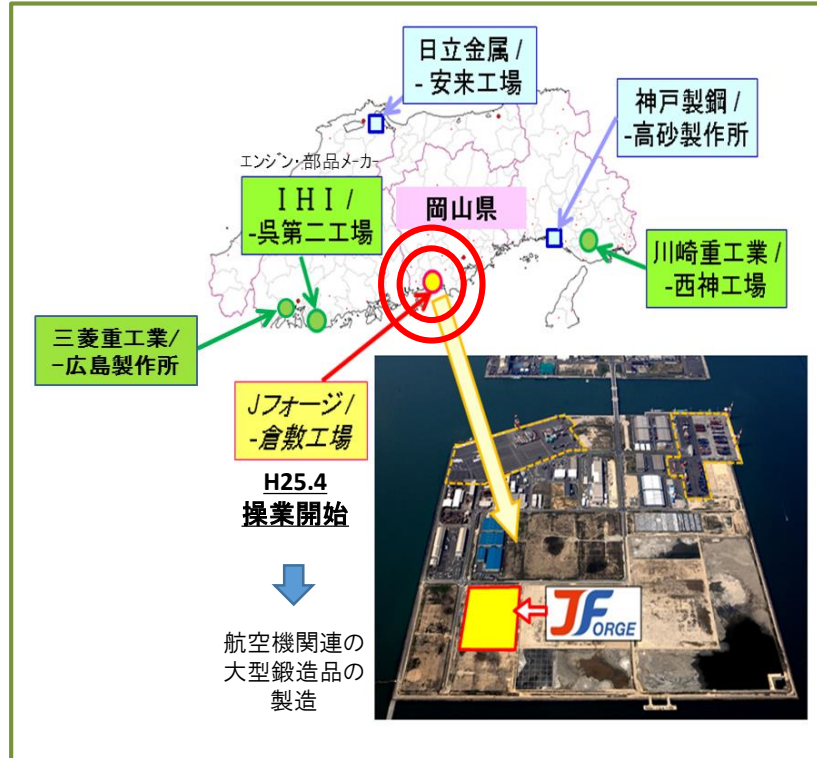 日立金属/
- 安来工場
神戸製鋼/
-高砂製作所
エンジン・部品メーカー
ＩＨＩ/
-呉第二工場
岡山県
川崎重工業/
-西神工場
三菱重工業/
-広島製作所
Jフォージ/
-倉敷工場
H25.4
操業開始
JFORGE
航空機関連の
大型鍛造品の
製造